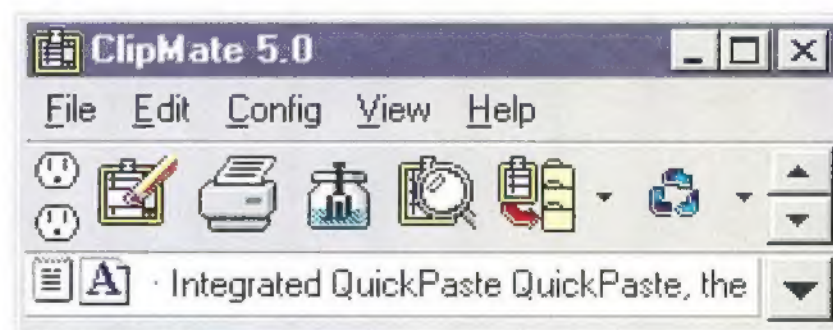 ClipMate 5.0
File Edit Config View Help
A · Integrated QuickPaste QuickPaste, the